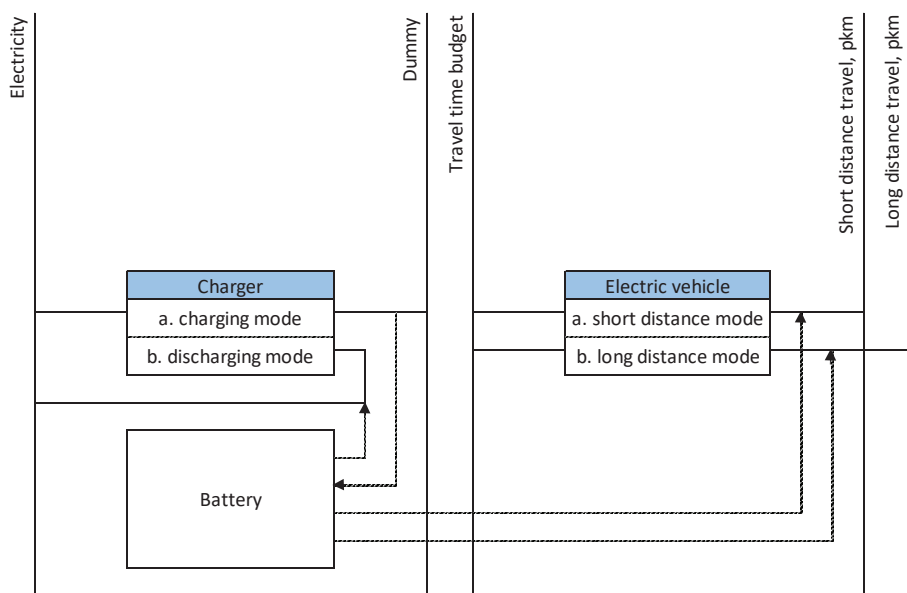 Electricity
Dummy
Travel time budget
Short distance travel, pkm
Long distance travel, pkm
Charger
a. charging mode
b. discharging mode
Electric vehicle
a. short distance mode
b. long distance mode
Battery